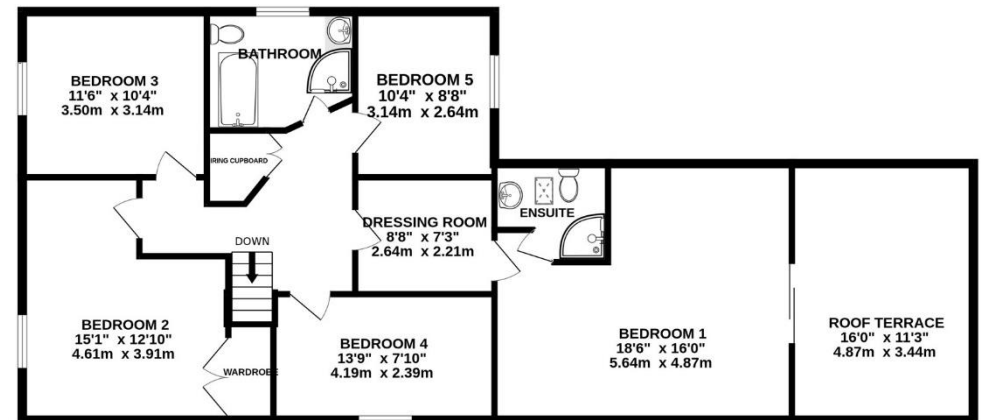 BATHROOM
BEDROOM 3
11'6" x 10'4"
3.50m x 3.14m
BEDROOM 5
10'4" x 8'8"
3.14m x 2.64m
IRING CUPBOARD
ENSUITE
DRESSING ROOM
8'8" x 7'3"
2.64m x 2.21m
DOWN
BEDROOM 2
15'1" x 12'10"
4.61m x 3.91m
WARDROBE
BEDROOM 4
13'9" x 7'10"
4.19m x 2.39m
BEDROOM 1
18'6" x 16'0"
5.64m x 4.87m
ROOF TERRACE
16'0" x 11'3"
4.87m x 3.44m